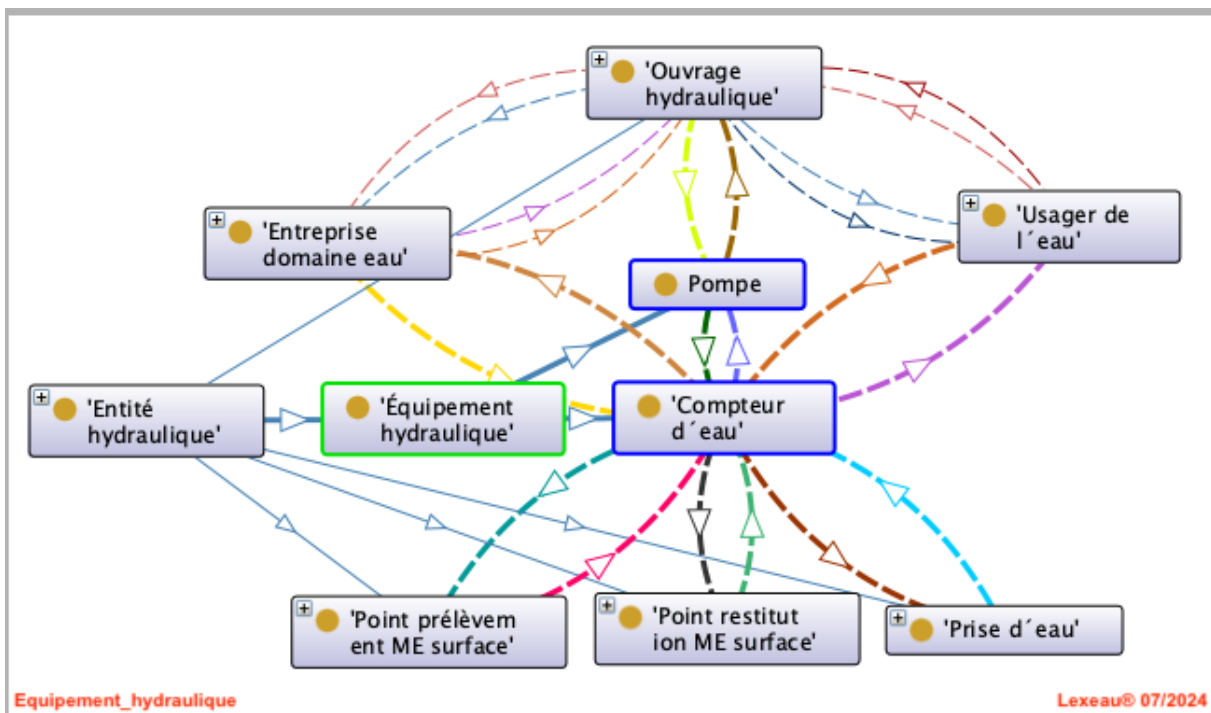 'Ouvrage
hydraulique'
'Entreprise
domaine eau'
'Usager de
l´eau'
Pompe
'Entité
hydraulique'
'Équipement
hydraulique'
'Compteur
d´eau'
'Point prélèvem
ent ME surface'
'Point restitut
ion ME surface'
'Prise d´eau'
Equipement_hydraulique
Lexeau® 07/2024